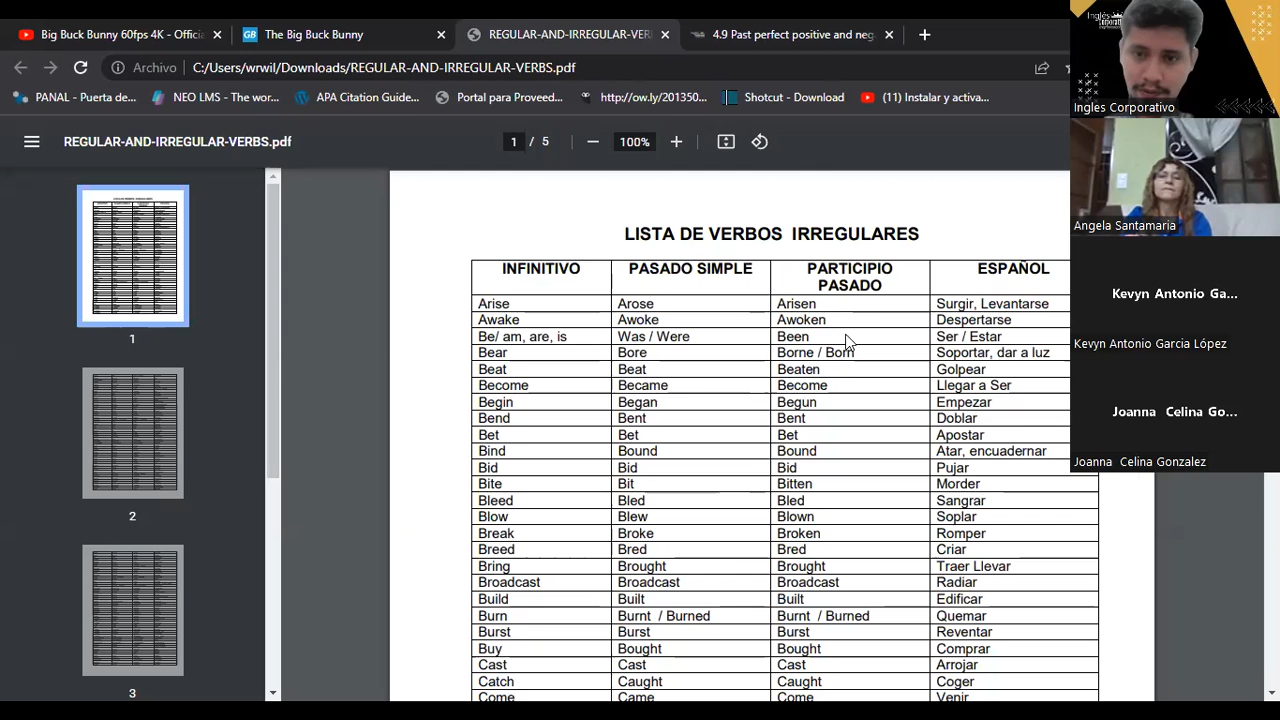 Big Buck Bunny 60fps 4K - Offici
The Big Buck Bunny
REGULAR-AND-IRREGULAR-VER
4.9 Past perfect positive and neg
Archivo
C:/Users/wrwil/Downloads/REGULAR-AND-IRREGULAR-VERBS.pdf
PANAL - Puerta de...
NEO LMS - The wor...
APA Citation Guide...
Portal para Proveed...
http://ow.ly/201350...
Shotcut - Download
(11) Instalar y activa...
REGULAR-AND-IRREGULAR-VERBS.pdf
1 / 5
100%
1
2
3
LISTA DE VERBOS IRREGULARES
INFINITIVO PASADO SIMPLE PARTICIPIO PASADO ESPAÑOL
Arise Arose Arisen Surgir, Levantarse
Awake Awoke Awoken Despertarse
Be/ am, are, is Was / Were Been Ser / Estar
Bear Bore Borne / Born Soportar, dar a luz
Beat Beat Beaten Golpear
Become Became Become Llegar a Ser
Begin Began Begun Empezar
Bend Bent Bent Doblar
Bet Bet Bet Apostar
Bind Bound Bound Atar, encuadernar
Bid Bid Bid Pujar
Bite Bit Bitten Morder
Bleed Bled Bled Sangrar
Blow Blew Blown Soplar
Break Broke Broken Romper
Breed Bred Bred Criar
Bring Brought Brought Traer Llevar
Broadcast Broadcast Broadcast Radiar
Build Built Built Edificar
Burn Burnt / Burned Burnt / Burned Quemar
Burst Burst Burst Reventar
Buy Bought Bought Comprar
Cast Cast Cast Arrojar
Catch Caught Caught Coger
Come Came Come Venir
Ingles Corporativo
Angela Santamaria
Kevyn Antonio Ga...
Kevyn Antonio Garcia López
Joanna Celina Go...
Joanna Celina Gonzalez